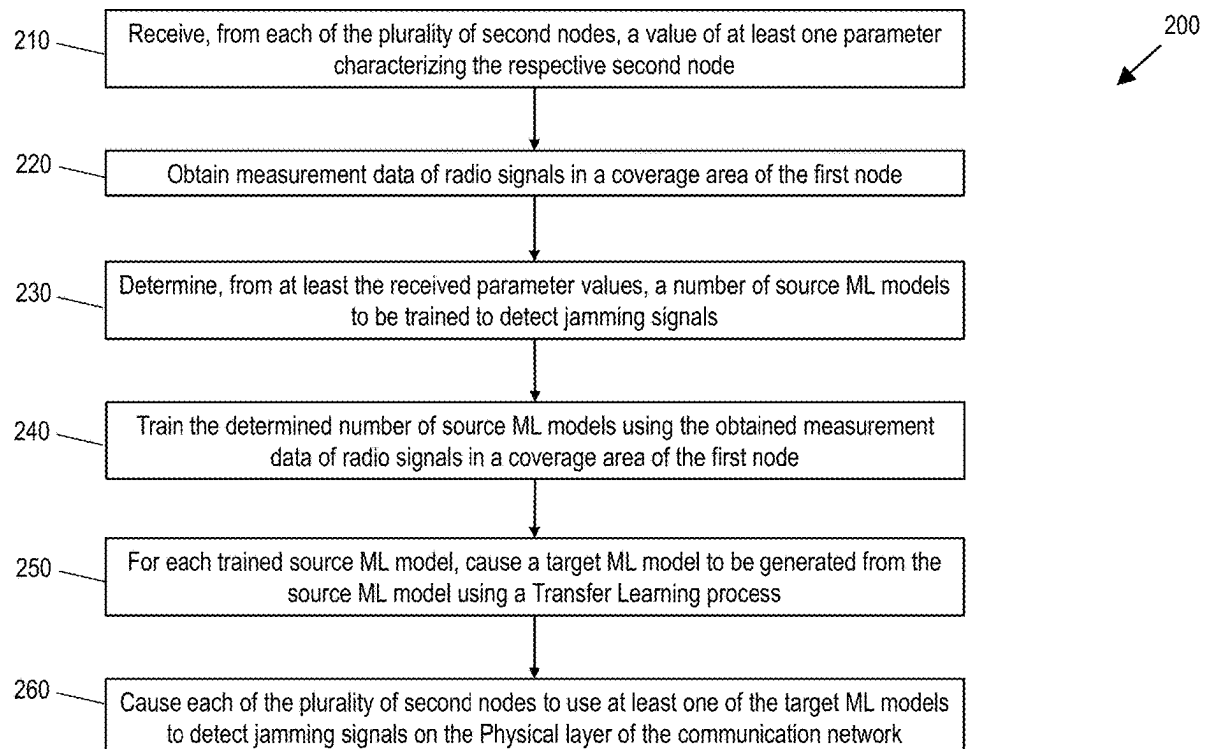 200
210
Receive, from each of the plurality of second nodes, a value of at least one parameter
characterizing the respective second node
220
Obtain measurement data of radio signals in a coverage area of the first node
230
Determine, from at least the received parameter values, a number of source ML models
to be trained to detect jamming signals
240
Train the determined number of source ML models using the obtained measurement
data of radio signals in a coverage area of the first node
250
For each trained source ML model, cause a target ML model to be generated from the
source ML model using a Transfer Learning process
260
Cause each of the plurality of second nodes to use at least one of the target ML models
to detect jamming signals on the Physical layer of the communication network